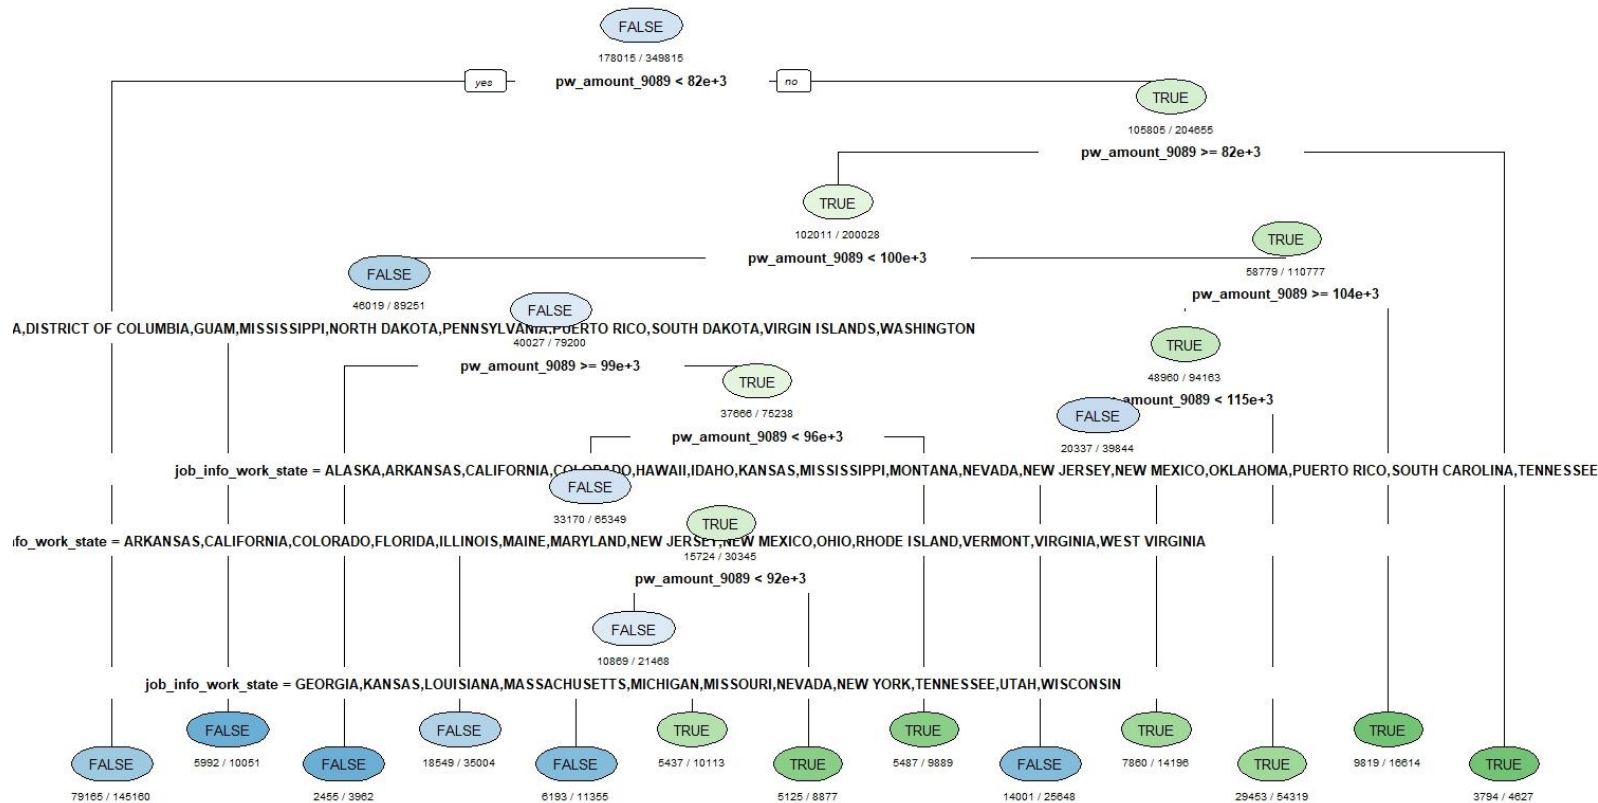 FALSE
178015 / 349815
yes
pw_amount_9089 < 82e+3
no
TRUE
105805 / 204655
pw_amount_9089 >= 82e+3
TRUE
102011 / 200028
pw_amount_9089 < 100e+3
TRUE
58779 / 110777
pw_amount_9089 >= 104e+3
FALSE
46019 / 89251
A,DISTRICT OF COLUMBIA,GUAM,MISSISSIPPI,NORTH DAKOTA,PENNSYLVANIA,PUERTO RICO,SOUTH DAKOTA,VIRGIN ISLANDS,WASHINGTON
FALSE
40027 / 79200
pw_amount_9089 >= 99e+3
TRUE
48960 / 94163
amount_9089 < 115e+3
TRUE
37666 / 75238
pw_amount_9089 < 96e+3
FALSE
20337 / 39844
job_info_work_state = ALASKA,ARKANSAS,CALIFORNIA,COLORADO,HAWAII,IDAHO,KANSAS,MISSISSIPPI,MONTANA,NEVADA,NEW JERSEY,NEW MEXICO,OKLAHOMA,PUERTO RICO,SOUTH CAROLINA,TENNESSEE
FALSE
33170 / 65349
nfo_work_state = ARKANSAS,CALIFORNIA,COLORADO,FLORIDA,ILLINOIS,MAINE,MARYLAND,NEW JERSEY,NEW MEXICO,OHIO,RHODE ISLAND,VERMONT,VIRGINIA,WEST VIRGINIA
TRUE
15724 / 30345
pw_amount_9089 < 92e+3
FALSE
10869 / 21468
job_info_work_state = GEORGIA,KANSAS,LOUISIANA,MASSACHUSETTS,MICHIGAN,MISSOURI,NEVADA,NEW YORK,TENNESSEE,UTAH,WISCONSIN
FALSE
79165 / 145160
FALSE
5992 / 10051
FALSE
2455 / 3962
FALSE
18549 / 35004
FALSE
6193 / 11355
TRUE
5437 / 10113
TRUE
5125 / 8877
TRUE
5487 / 9889
FALSE
14001 / 25648
TRUE
7860 / 14196
TRUE
29453 / 54319
TRUE
9819 / 16614
TRUE
3794 / 4627